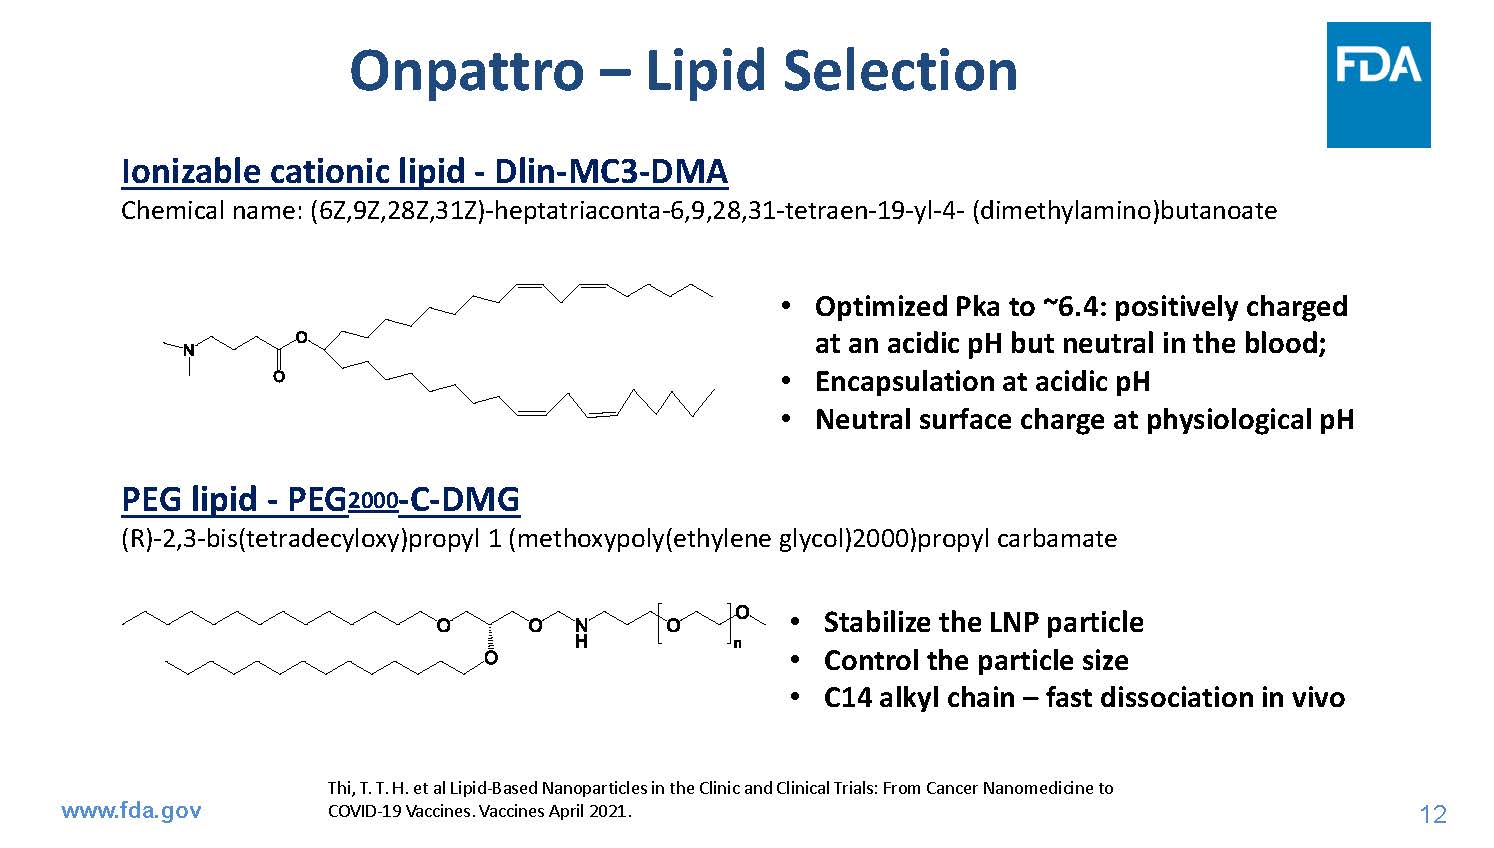 Onpattro – Lipid Selection
FDA
Ionizable cationic lipid - Dlin-MC3-DMA
Chemical name: (6Z,9Z,28Z,31Z)-heptatriaconta-6,9,28,31-tetraen-19-yl-4- (dimethylamino)butanoate
N
O
O
• Optimized Pka to ~6.4: positively charged
at an acidic pH but neutral in the blood;
• Encapsulation at acidic pH
• Neutral surface charge at physiological pH
PEG lipid - PEG2000-C-DMG
(R)-2,3-bis(tetradecyloxy)propyl 1 (methoxypoly(ethylene glycol)2000)propyl carbamate
O
O
O
N
H
O
O
n
• Stabilize the LNP particle
• Control the particle size
• C14 alkyl chain – fast dissociation in vivo
Thi, T. T. H. et al Lipid-Based Nanoparticles in the Clinic and Clinical Trials: From Cancer Nanomedicine to
COVID-19 Vaccines. Vaccines April 2021.
www.fda.gov
12